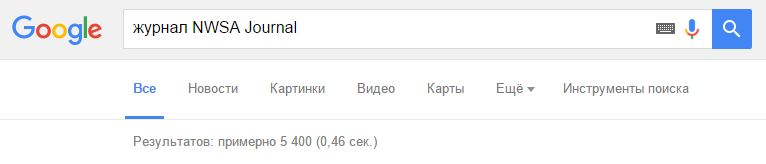 Google журнал NWSA Journal
Все Новости Картинки Видео Карты Ещё Инструменты поиска
Результатов: примерно 5 400 (0,46 сек.)